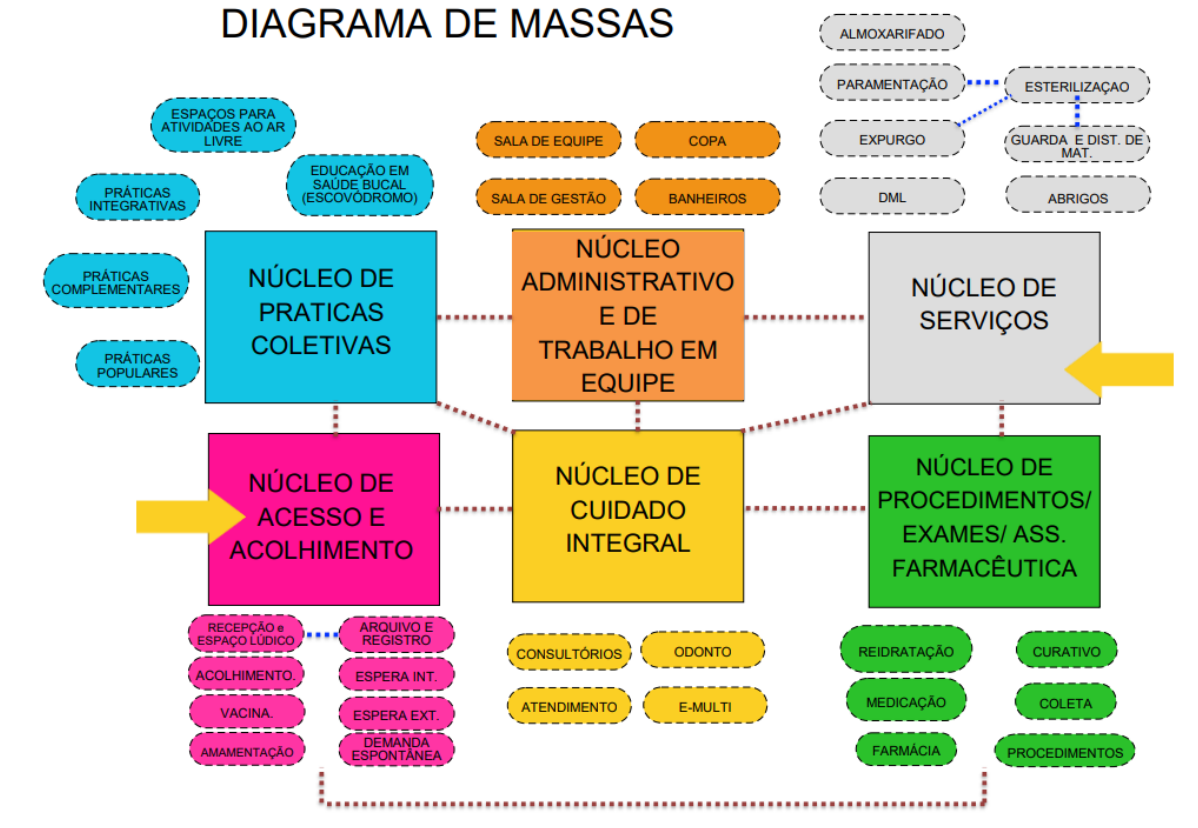 DIAGRAMA DE MASSAS
ALMOXARIFADO
PARAMENTAÇÃO
ESTERILIZAÇAO
EXPURGO
GUARDA E DIST. DE
MAT.
DML
ABRIGOS
ESPAÇOS PARA
ATIVIDADES AO AR
LIVRE
EDUCAÇÃO EM
SAÚDE BUCAL
(ESCOVÓDROMO)
PRÁTICAS
INTEGRATIVAS
PRÁTICAS
COMPLEMENTARES
PRÁTICAS
POPULARES
SALA DE EQUIPE
COPA
SALA DE GESTÃO
BANHEIROS
NÚCLEO DE
PRATICAS
COLETIVAS
NÚCLEO
ADMINISTRATIVO
E DE
TRABALHO EM
EQUIPE
NÚCLEO DE
SERVIÇOS
NÚCLEO DE
ACESSO E
ACOLHIMENTO
NÚCLEO DE
CUIDADO
INTEGRAL
NÚCLEO DE
PROCEDIMENTOS/
EXAMES/ ASS.
FARMACÊUTICA
RECEPÇÃO e
ESPAÇO LÚDICO
ARQUIVO E
REGISTRO
ACOLHIMENTO.
ESPERA INT.
VACINA.
ESPERA EXT.
AMAMENTAÇÃO
DEMANDA
ESPONTÂNEA
CONSULTÓRIOS
ODONTO
ATENDIMENTO
E-MULTI
REIDRATAÇÃO
CURATIVO
MEDICAÇÃO
COLETA
FARMÁCIA
PROCEDIMENTOS